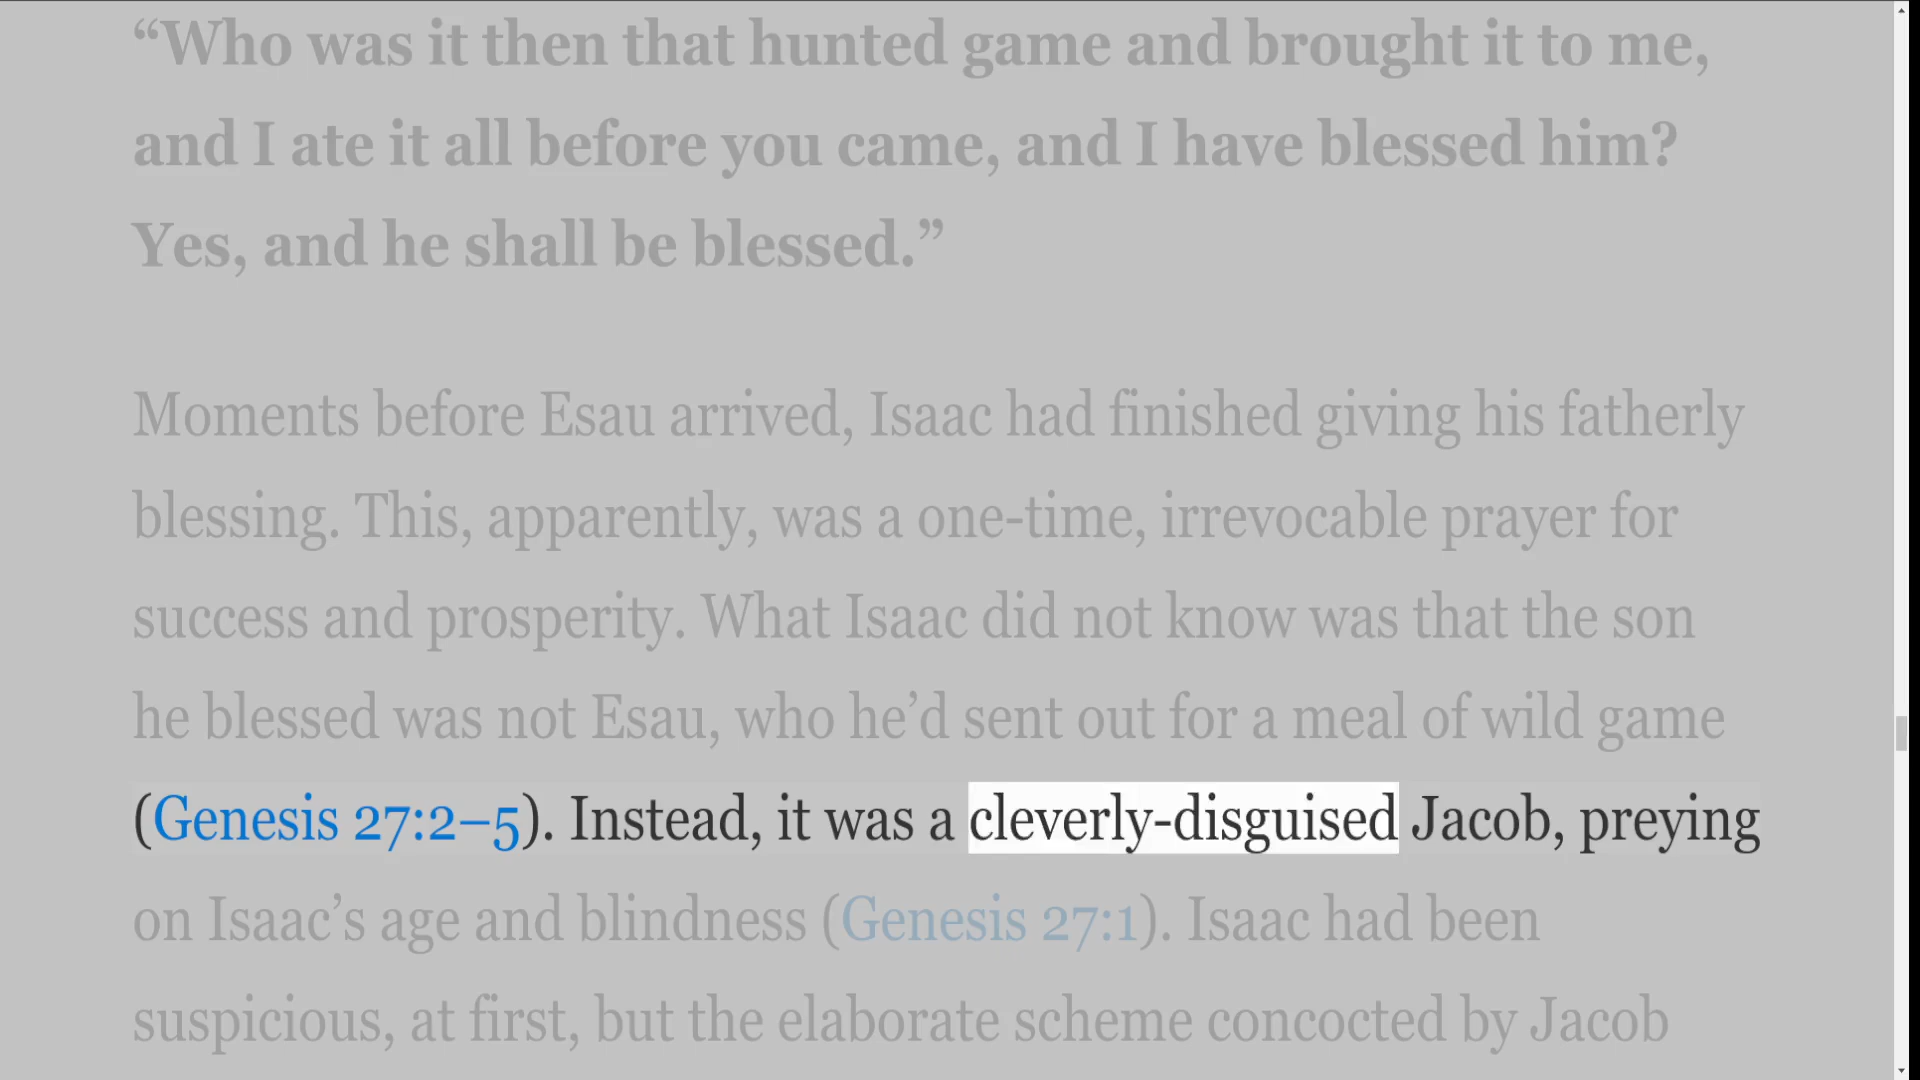 “Who was it then that hunted game and brought it to me,
and I ate it all before you came, and I have blessed him?
Yes, and he shall be blessed.”
Moments before Esau arrived, Isaac had finished giving his fatherly
blessing. This, apparently, was a one-time, irrevocable prayer for
success and prosperity. What Isaac did not know was that the son
he blessed was not Esau, who he’d sent out for a meal of wild game
(Genesis 27:2–5). Instead, it was a cleverly-disguised Jacob, preying
on Isaac’s age and blindness (Genesis 27:1). Isaac had been
suspicious, at first, but the elaborate scheme concocted by Jacob